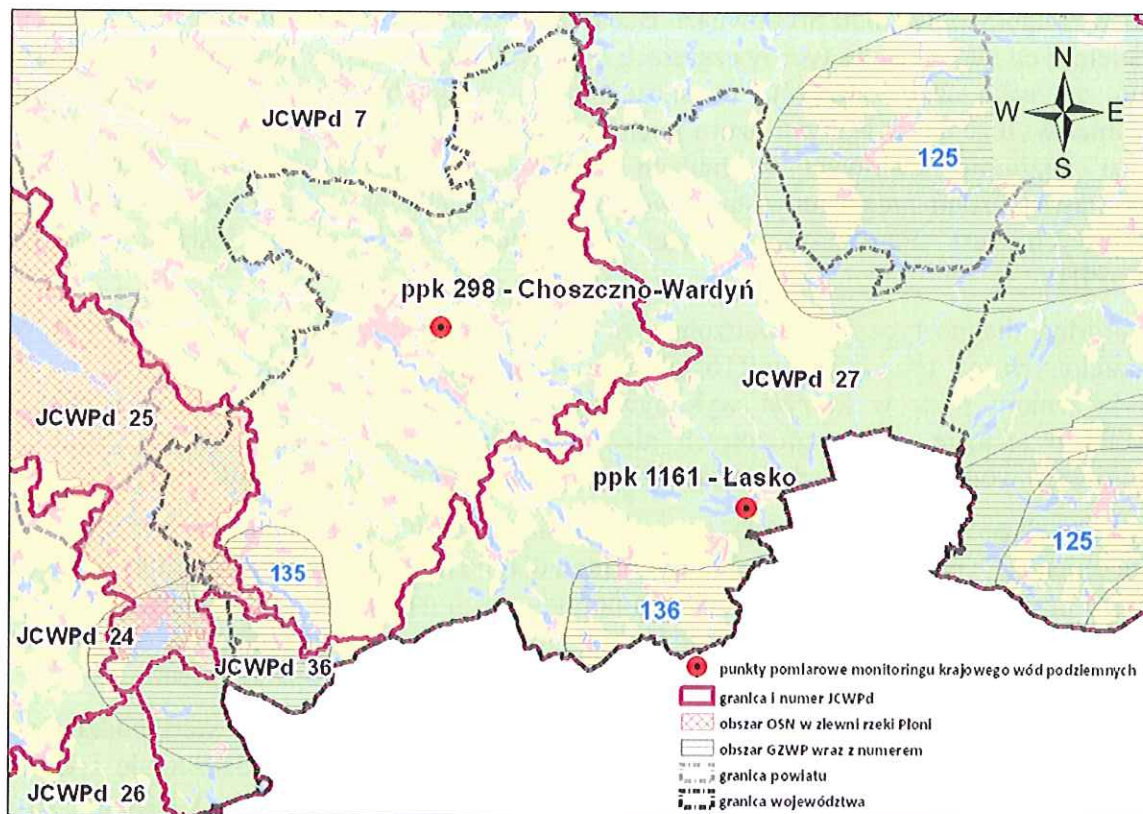 N
JCWPd 7
W E
125
S
ppk 298 - Choszczno-Wardyń
JCWPd 27
JCWPd 25
ppk 1161 - Łasko
125
135
136
JCWPd 24
JCWPd 36
punkty pomiarowe monitoringu krajowego wód podziemnych
granica i numer JCWPd
obszar OSN w zlewni rzeki Płoni
obszar GZWP wraz z numerem
granica powiatu
JCWPd 26
granica województwa